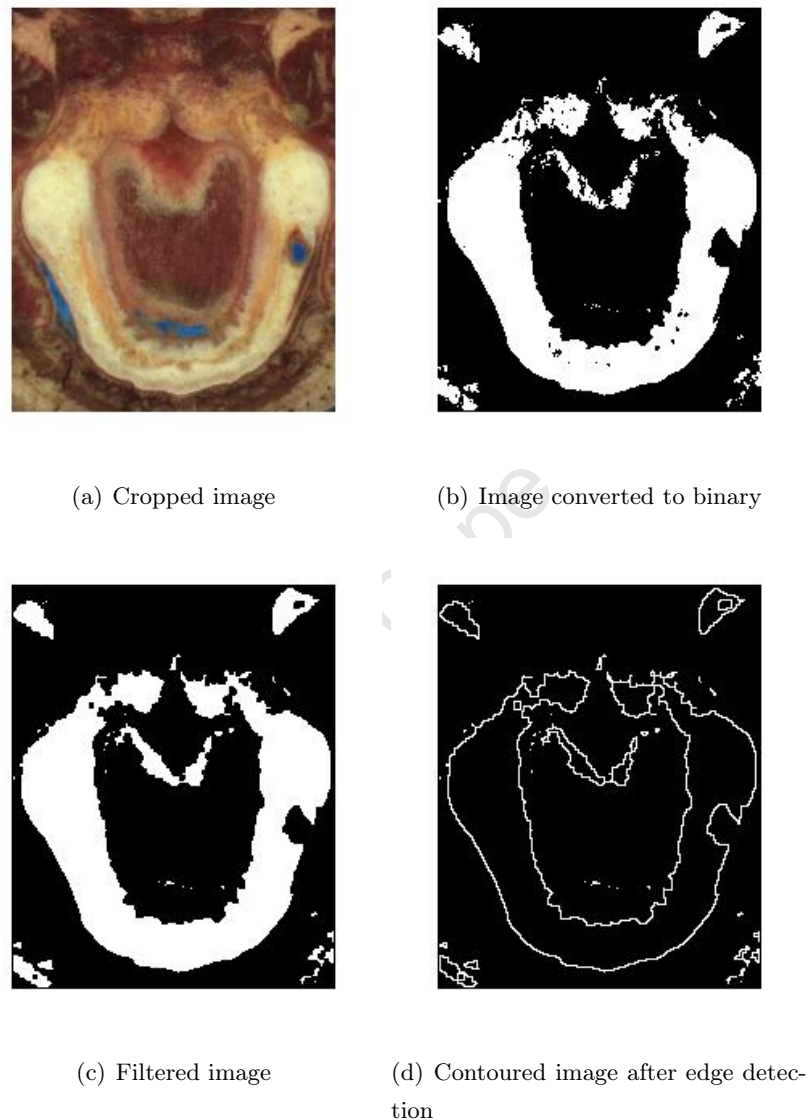 (a) Cropped image
(b) Image converted to binary
(c) Filtered image
(d) Contoured image after edge detec-
tion